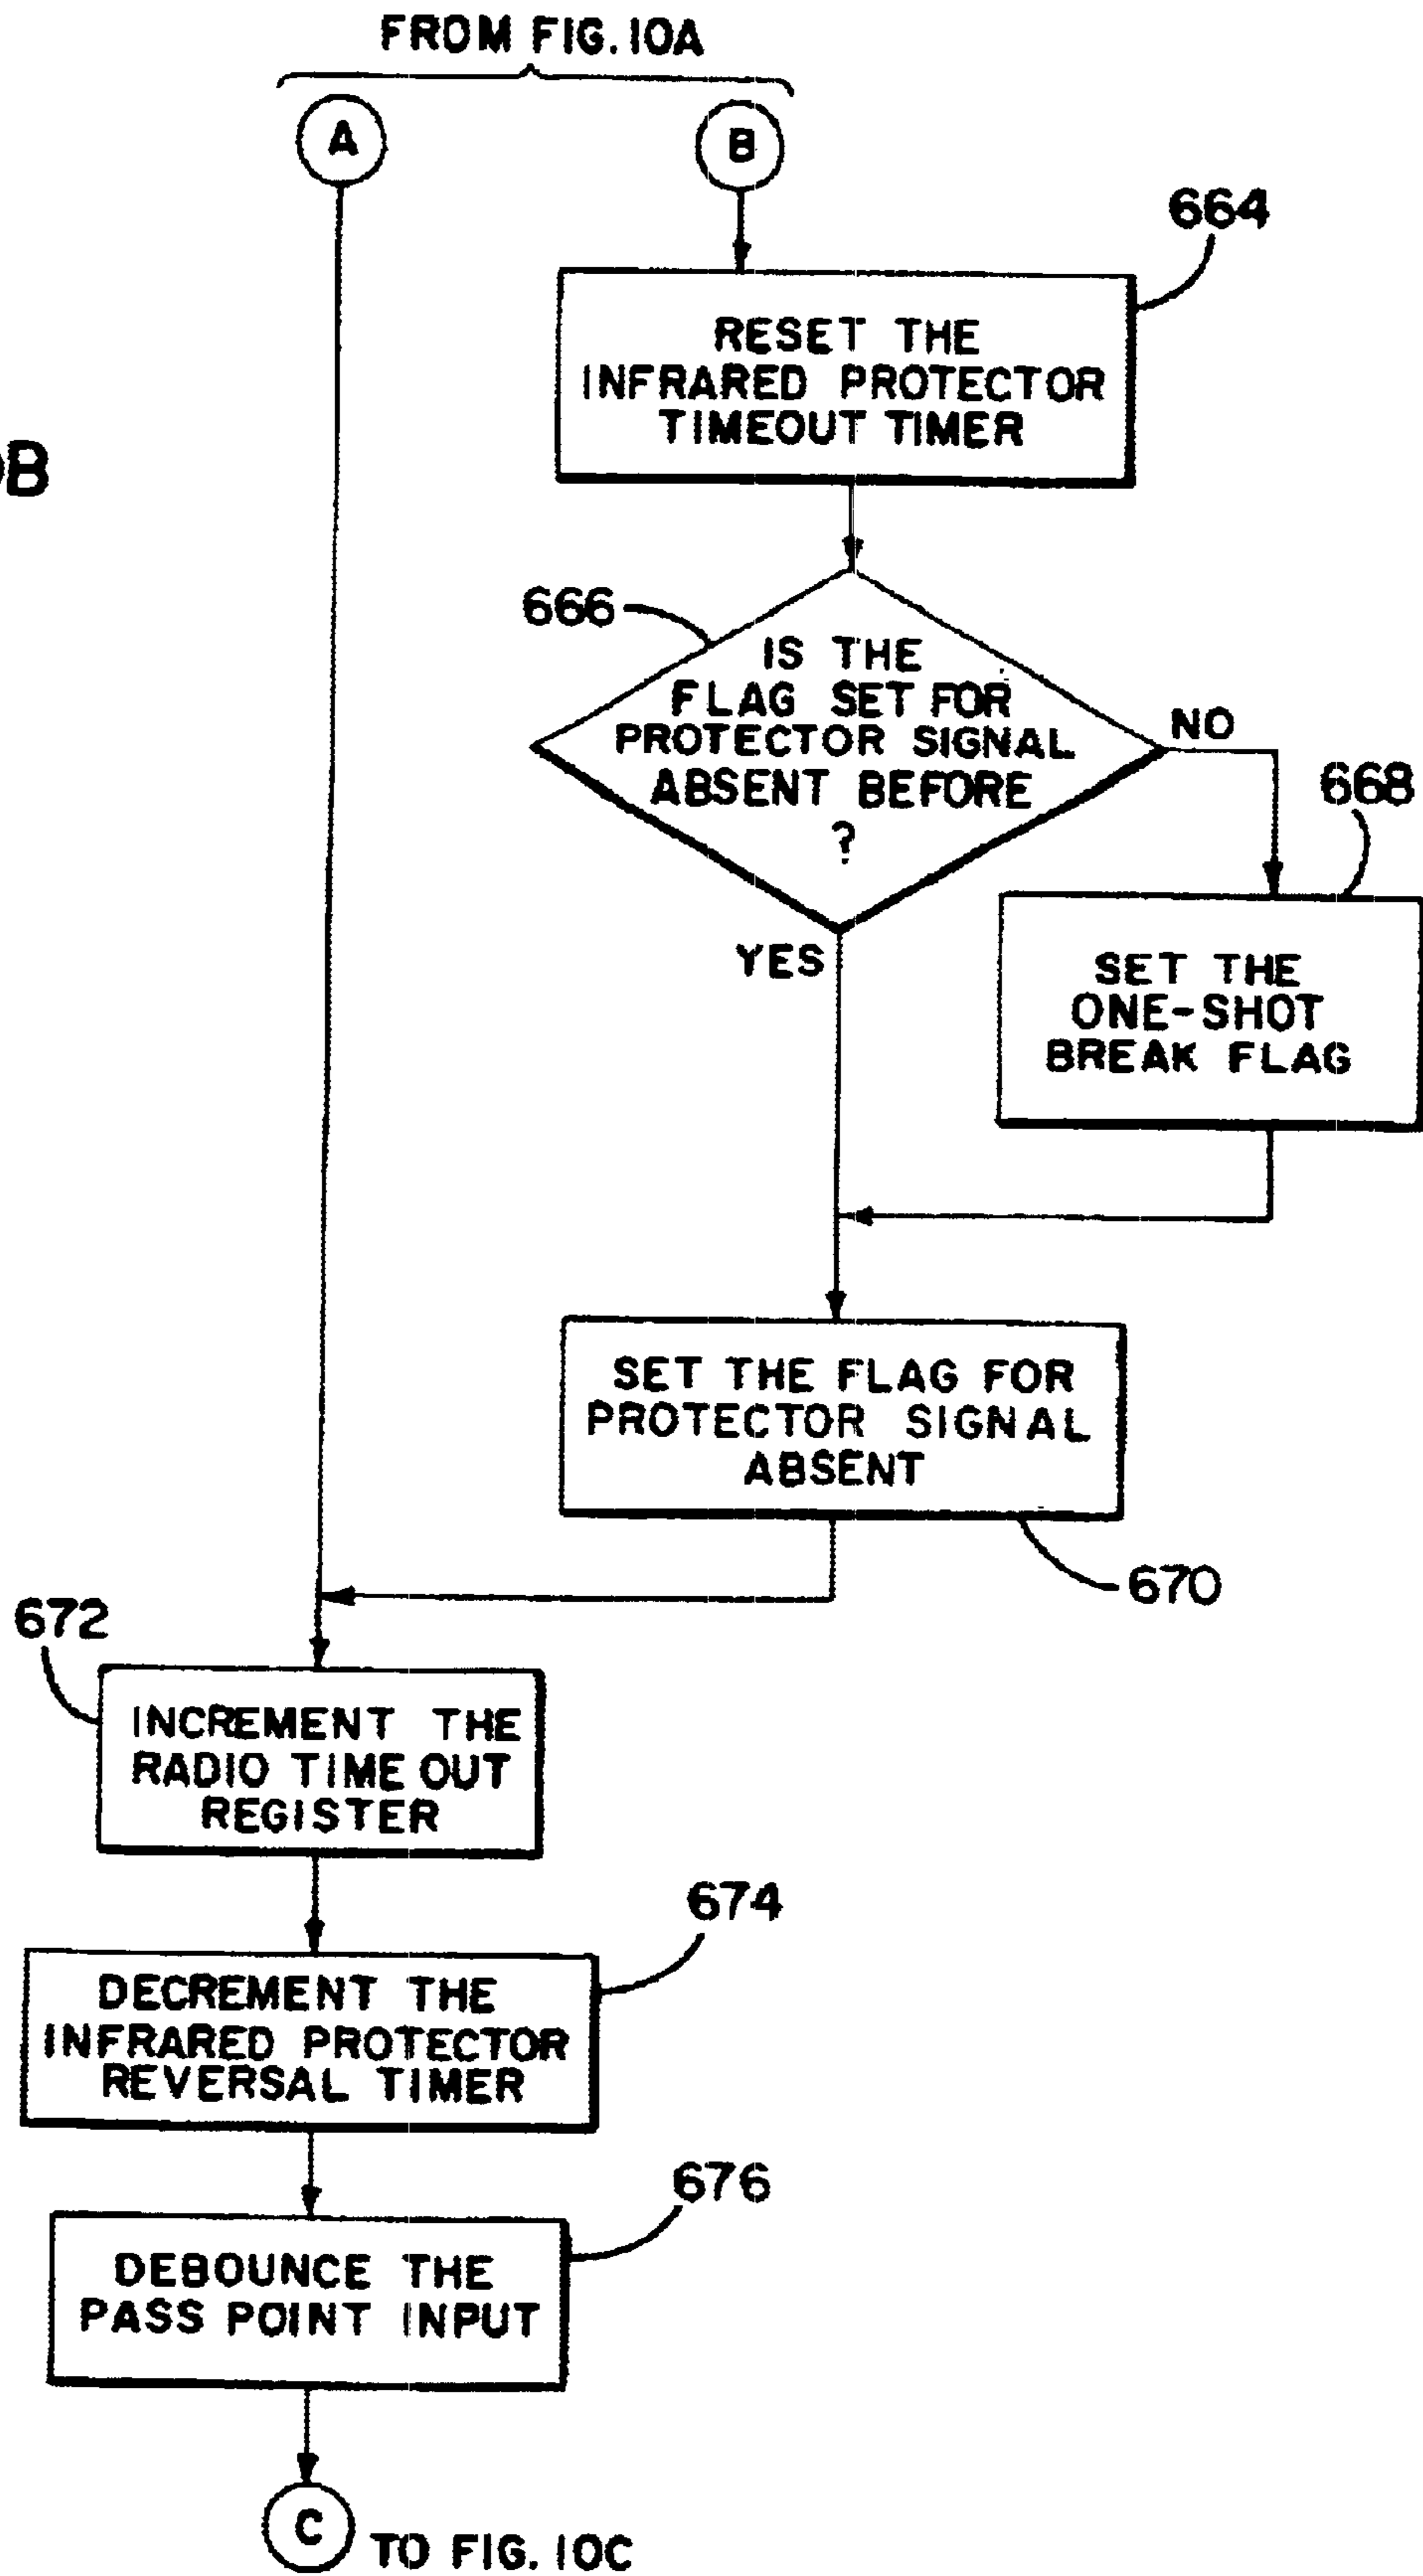 FROM FIG. 10A
A
B
664
RESET THE
INFRARED PROTECTOR
TIMEOUT TIMER
B
666
IS THE
FLAG SET FOR
PROTECTOR SIGNAL
ABSENT BEFORE
?
NO
668
YES
SET THE
ONE-SHOT
BREAK FLAG
SET THE FLAG FOR
PROTECTOR SIGNAL
ABSENT
670
672
INCREMENT THE
RADIO TIME OUT
REGISTER
674
DECREMENT THE
INFRARED PROTECTOR
REVERSAL TIMER
676
DEBOUNCE THE
PASS POINT INPUT
C
TO FIG. 10C